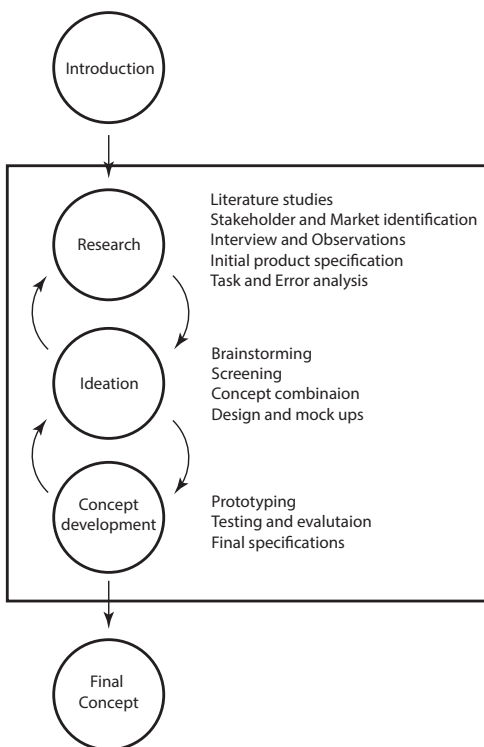 Introduction
Research
Literature studies
Stakeholder and Market identification
Interview and Observations
Initial product specification
Task and Error analysis
Ideation
Brainstorming
Screening
Concept combinaion
Design and mock ups
Concept
development
Prototyping
Testing and evalutaion
Final specifications
Final
Concept